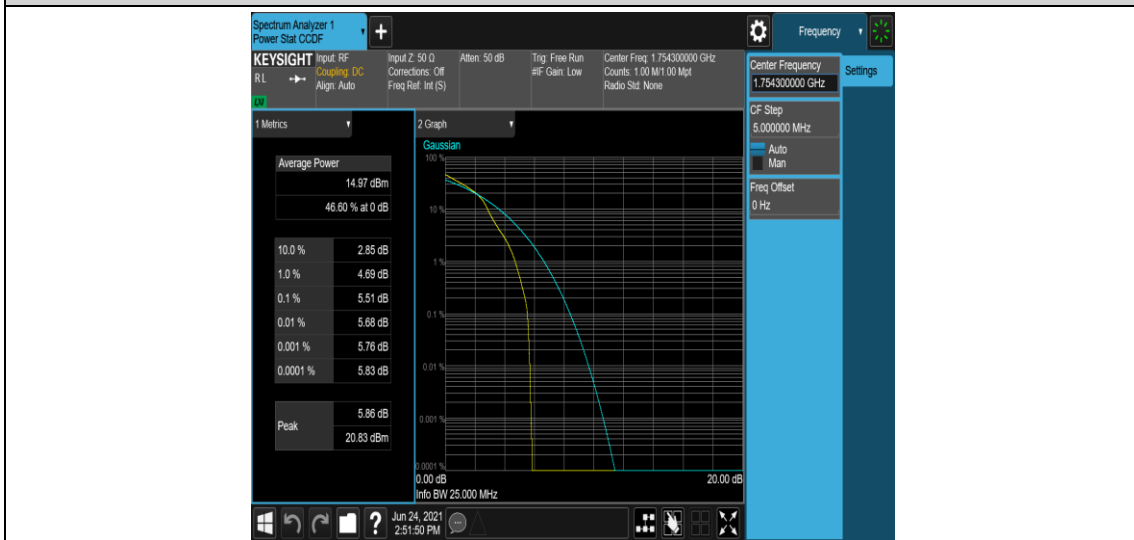 Spectrum Analyzer 1
Power Stat CCDF
+
Frequency
KEYSIGHT
RL
LXI
Input: RF
Coupling: DC
Align: Auto
Input Z: 50 Ω
Corrections: Off
Freq Ref: Int (S)
Atten: 50 dB
Trig: Free Run
#IF Gain: Low
Center Freq: 1.754300000 GHz
Counts: 1.00 M/1.00 Mpt
Radio Std: None
Center Frequency
1.754300000 GHz
Settings
CF Step
5.000000 MHz
Auto
Man
Freq Offset
0 Hz
1 Metrics
Average Power
14.97 dBm
46.60 % at 0 dB
10.0 % 2.85 dB
1.0 % 4.69 dB
0.1 % 5.51 dB
0.01 % 5.68 dB
0.001 % 5.76 dB
0.0001 % 5.83 dB
Peak
5.86 dB
20.83 dBm
2 Graph
Gaussian
100 %
10 %
1 %
0.1 %
0.01 %
0.001 %
0.0001 %
0.00 dB 20.00 dB
Info BW 25.000 MHz
?
Jun 24, 2021
2:51:50 PM